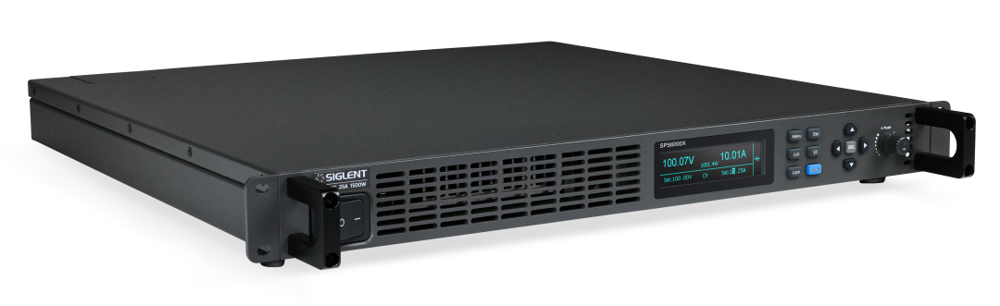 SIGLENT
25A 1500W
SPS6000X
100.07V 1001.4W 10.01A
Set:100.00V CV
Menu Esc
List V/I
Lock
SEL
Push